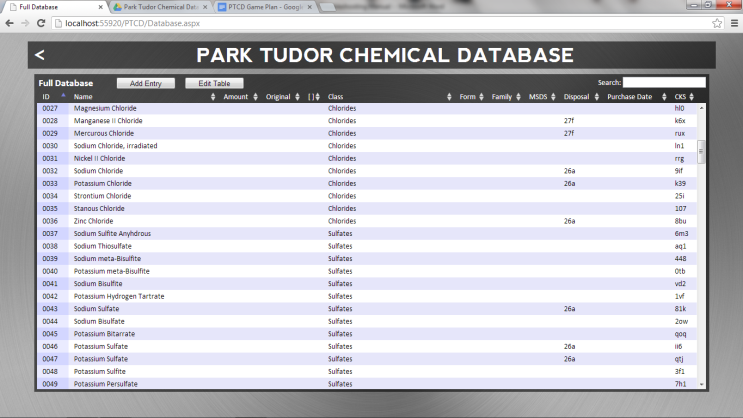 Full Database
Park Tudor Chemical Data
PTCD Game Plan - Googl
localhost:55920/PTCD/Database.aspx
< PARK TUDOR CHEMICAL DATABASE
Full Database Add Entry Edit Table Search:
ID Name Amount Original [ ] Class Form Family MSDS Disposal Purchase Date CKS
0027 Magnesium Chloride Chlorides hl0
0028 Manganese II Chloride Chlorides 27f k6x
0029 Mercurous Chloride Chlorides 27f rux
0030 Sodium Chloride, irradiated Chlorides ln1
0031 Nickel II Chloride Chlorides rrg
0032 Sodium Chloride Chlorides 26a 9if
0033 Potassium Chloride Chlorides 26a k39
0034 Strontium Chloride Chlorides 25i
0035 Stanous Chloride Chlorides 107
0036 Zinc Chloride Chlorides 26a 8bu
0037 Sodium Sulfite Anyhdrous Sulfates 6m3
0038 Sodium Thiosulfate Sulfates aq1
0039 Sodium meta-Bisulfite Sulfates 448
0040 Potassium meta-Bisulfite Sulfates 0tb
0041 Sodium Bisulfite Sulfates vd2
0042 Potassium Hydrogen Tartrate Sulfates 1vf
0043 Sodium Sulfate Sulfates 26a 81k
0044 Sodium Bisulfate Sulfates 2ow
0045 Potassium Bitarrate Sulfates qoq
0046 Potassium Sulfate Sulfates 26a ii6
0047 Potassium Sulfate Sulfates 26a qtj
0048 Potassium Sulfite Sulfates 3f1
0049 Potassium Persulfate Sulfates 7h1